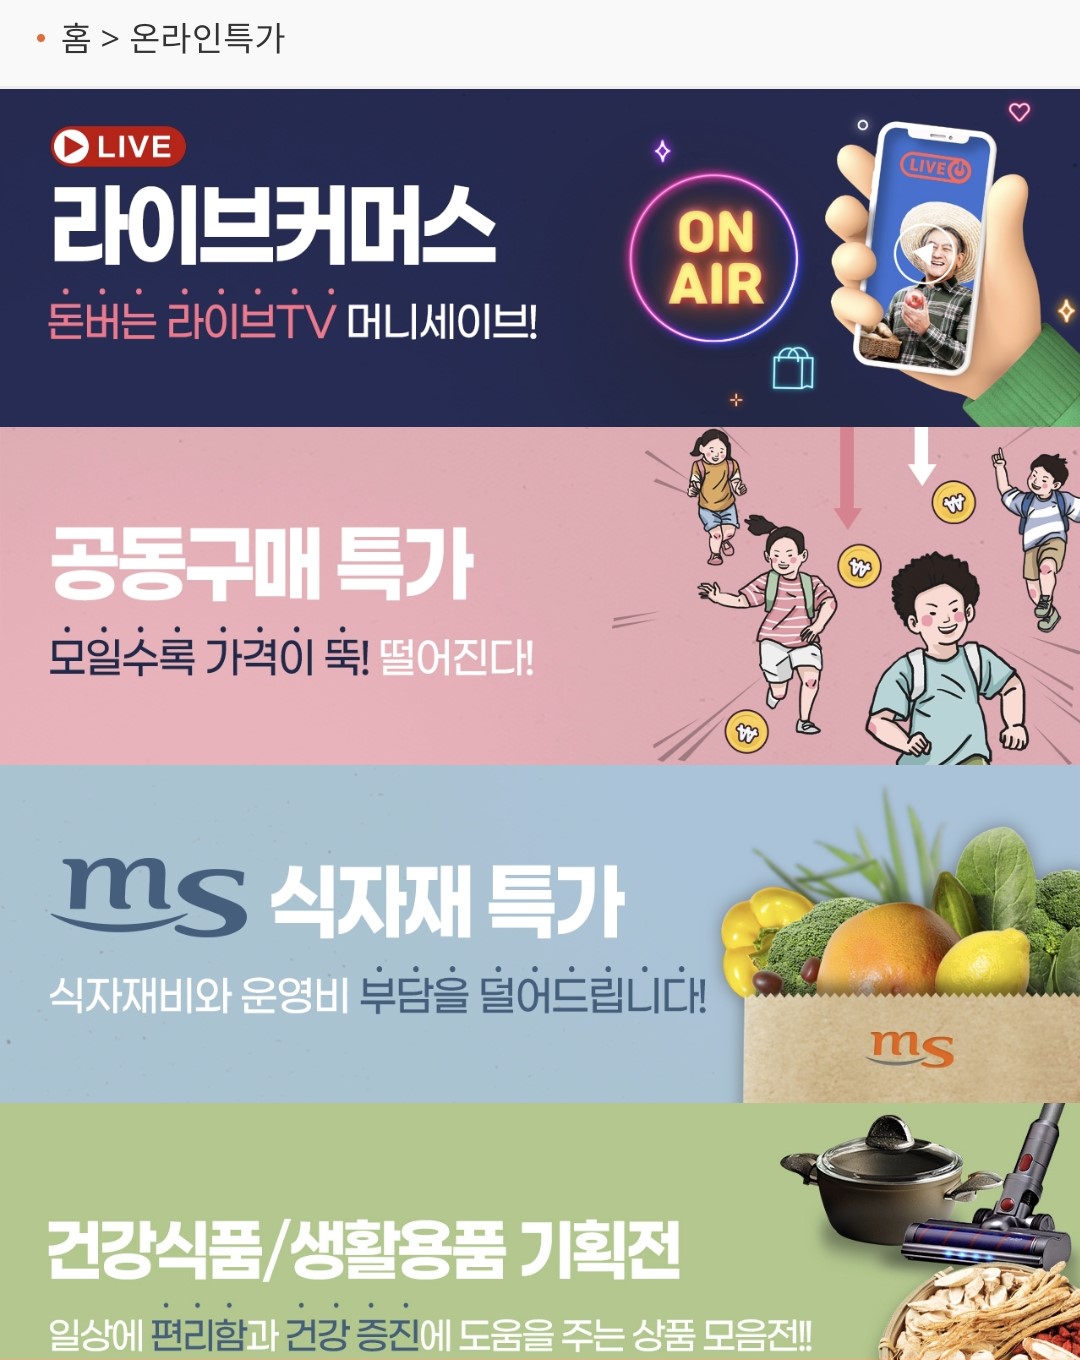 홈 > 온라인특가
LIVE
라이브커머스
돈버는 라이브TV 머니세이브!
ON
AIR
LIVE
공동구매 특가
모일수록 가격이 뚝! 떨어진다!
₩
₩
₩
ms 식자재 특가
식자재비와 운영비 부담을 덜어드립니다!
ms
건강식품/생활용품 기획전
일상에 편리함과 건강 증진에 도움을 주는 상품 모음전!!